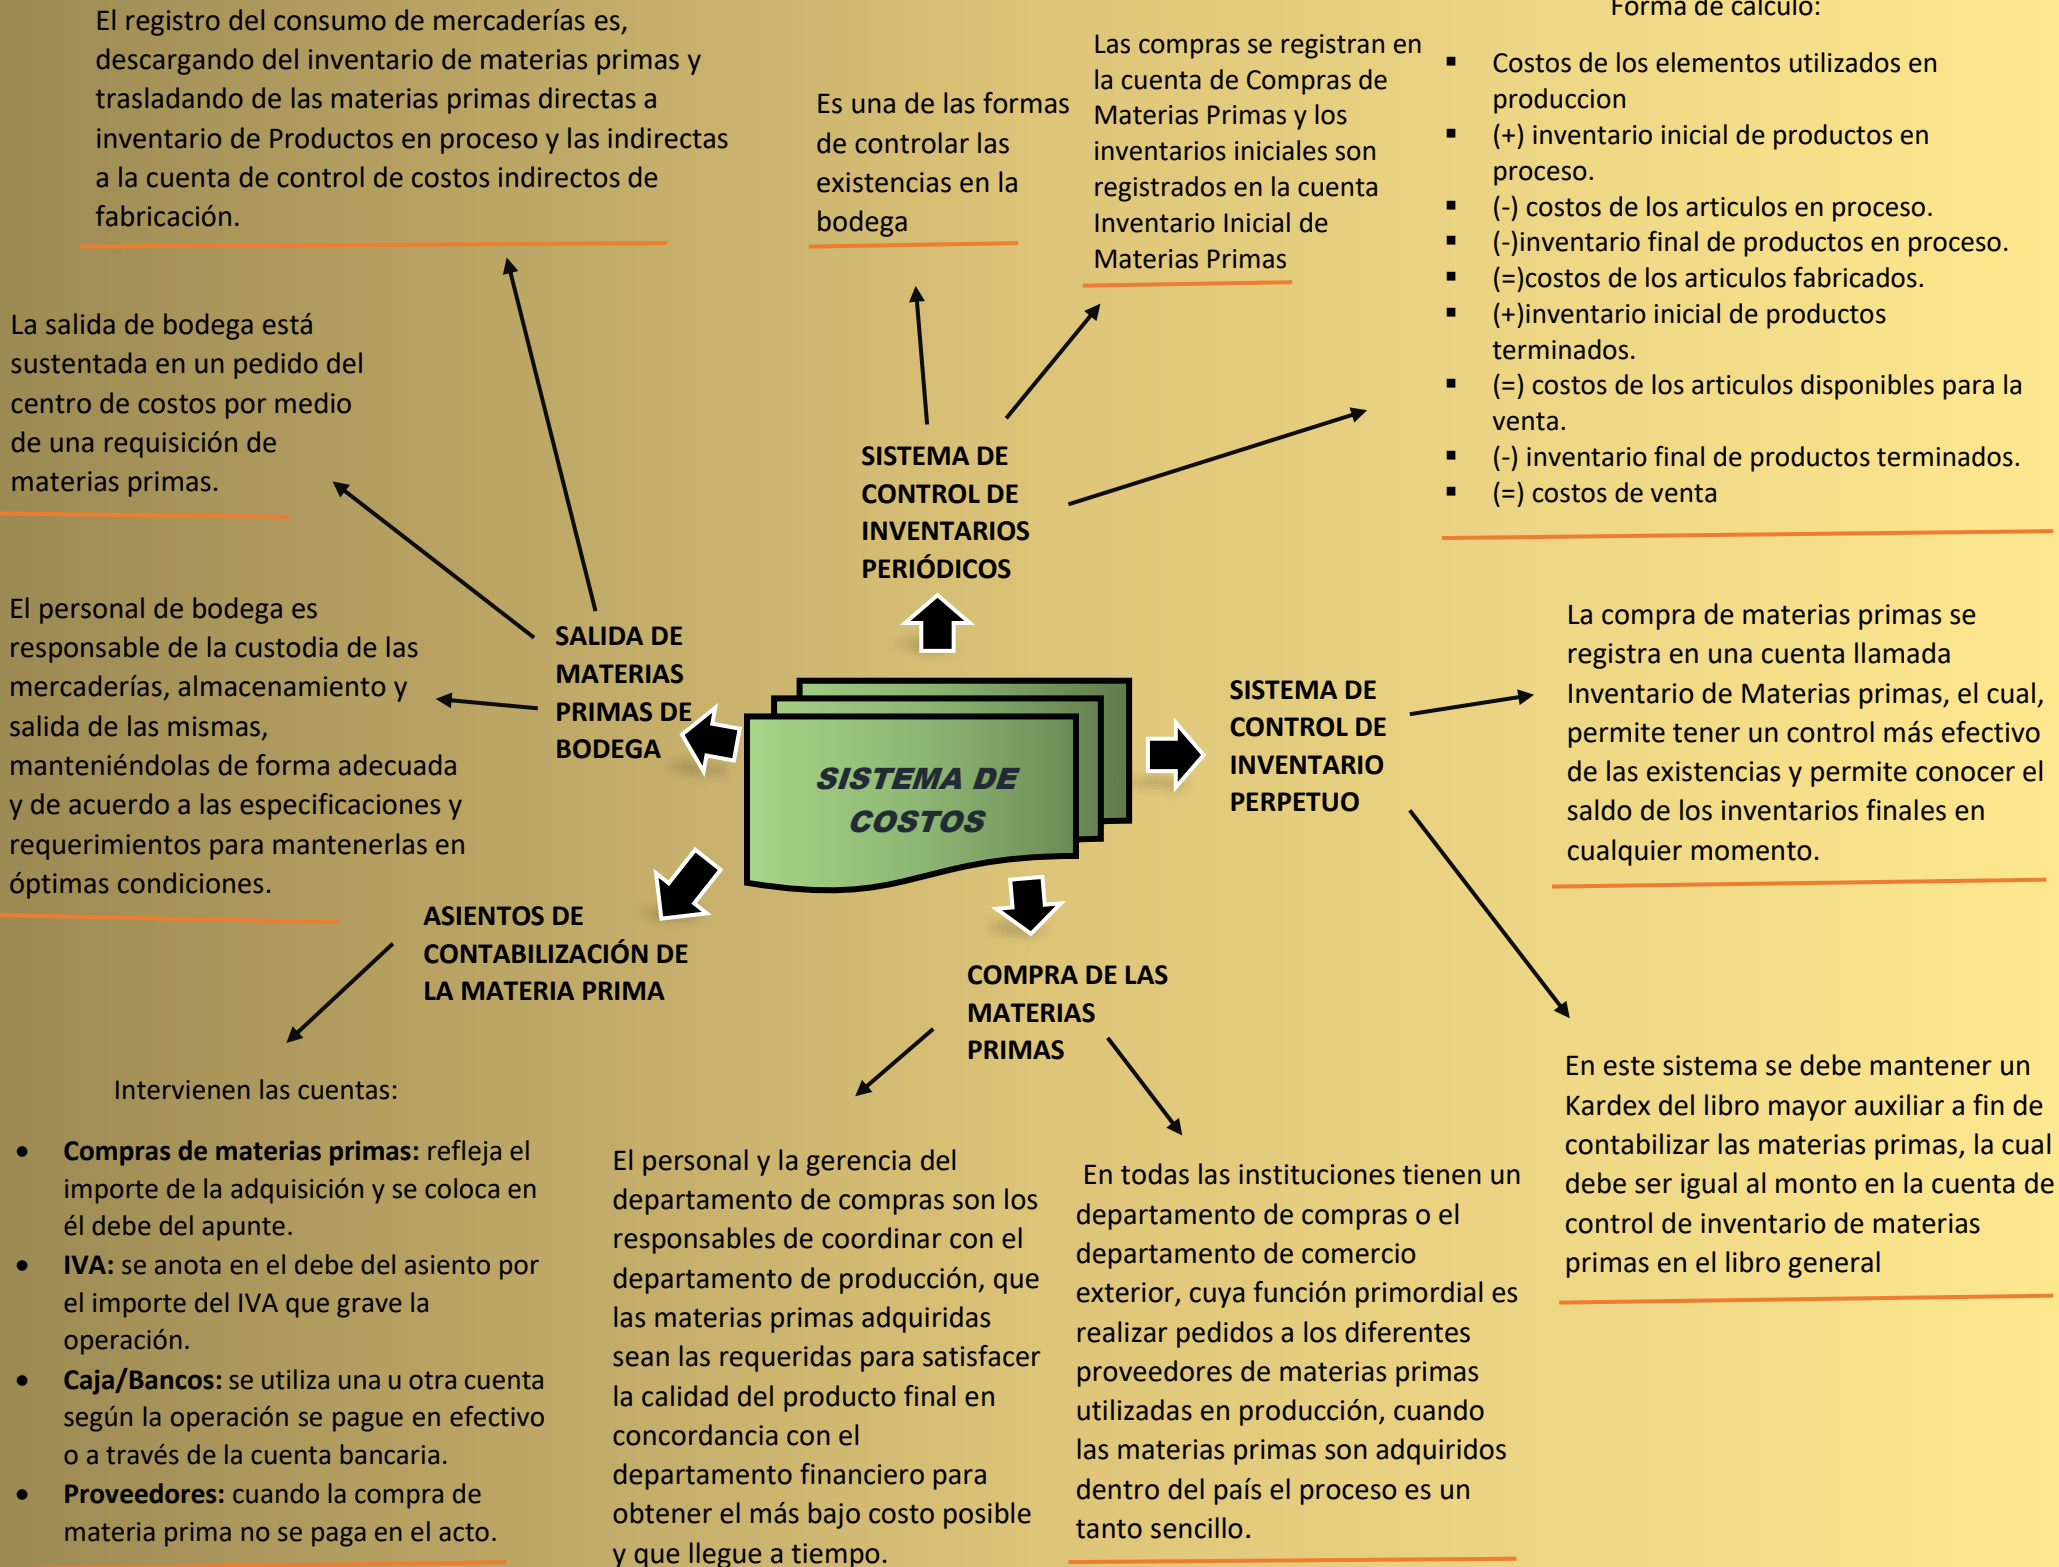 El registro del consumo de mercaderías es,
descargando del inventario de materias primas y
trasladando de las materias primas directas a
inventario de Productos en proceso y las indirectas
a la cuenta de control de costos indirectos de
fabricación.
La salida de bodega está
sustentada en un pedido del
centro de costos por medio
de una requisición de
materias primas.
El personal de bodega es
responsable de la custodia de las
mercaderías, almacenamiento y
salida de las mismas,
manteniéndolas de forma adecuada
y de acuerdo a las especificaciones y
requerimientos para mantenerlas en
óptimas condiciones.
SALIDA DE
MATERIAS
PRIMAS DE
BODEGA
Es una de las formas
de controlar las
existencias en la
bodega
Las compras se registran en
la cuenta de Compras de
Materias Primas y los
inventarios iniciales son
registrados en la cuenta
Inventario Inicial de
Materias Primas
Forma de calculo:
▪ Costos de los elementos utilizados en
produccion
▪ (+) inventario inicial de productos en
proceso.
▪ (-) costos de los articulos en proceso.
▪ (-)inventario final de productos en proceso.
▪ (=)costos de los articulos fabricados.
▪ (+)inventario inicial de productos
terminados.
▪ (=) costos de los articulos disponibles para la
venta.
▪ (-) inventario final de productos terminados.
▪ (=) costos de venta
SISTEMA DE
CONTROL DE
INVENTARIOS
PERIÓDICOS
SISTEMA DE
COSTOS
SISTEMA DE
CONTROL DE
INVENTARIO
PERPETUO
La compra de materias primas se
registra en una cuenta llamada
Inventario de Materias primas, el cual,
permite tener un control más efectivo
de las existencias y permite conocer el
saldo de los inventarios finales en
cualquier momento.
En este sistema se debe mantener un
Kardex del libro mayor auxiliar a fin de
contabilizar las materias primas, la cual
debe ser igual al monto en la cuenta de
control de inventario de materias
primas en el libro general
ASIENTOS DE
CONTABILIZACIÓN DE
LA MATERIA PRIMA
Intervienen las cuentas:
• Compras de materias primas: refleja el
importe de la adquisición y se coloca en
él debe del apunte.
• IVA: se anota en el debe del asiento por
el importe del IVA que grave la
operación.
• Caja/Bancos: se utiliza una u otra cuenta
según la operación se pague en efectivo
o a través de la cuenta bancaria.
• Proveedores: cuando la compra de
materia prima no se paga en el acto.
COMPRA DE LAS
MATERIAS
PRIMAS
El personal y la gerencia del
departamento de compras son los
responsables de coordinar con el
departamento de producción, que
las materias primas adquiridas
sean las requeridas para satisfacer
la calidad del producto final en
concordancia con el
departamento financiero para
obtener el más bajo costo posible
y que llegue a tiempo.
En todas las instituciones tienen un
departamento de compras o el
departamento de comercio
exterior, cuya función primordial es
realizar pedidos a los diferentes
proveedores de materias primas
utilizadas en producción, cuando
las materias primas son adquiridos
dentro del país el proceso es un
tanto sencillo.